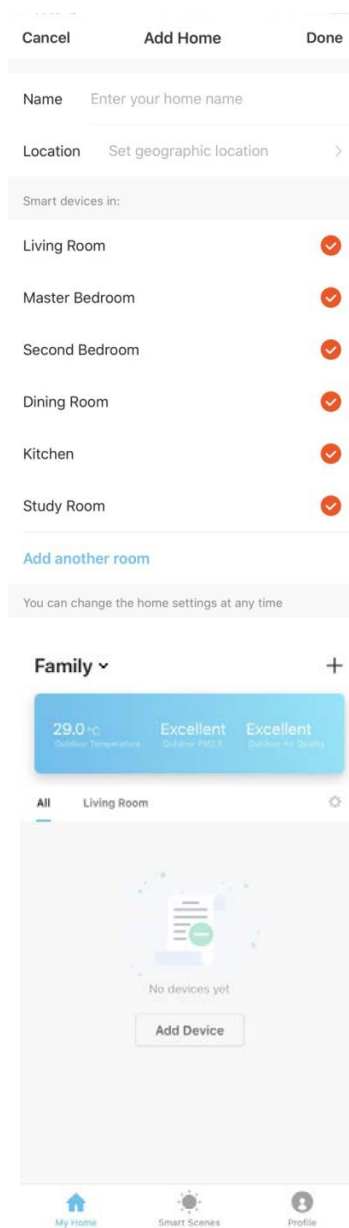 Cancel Add Home Done
Name Enter your home name
Location Set geographic location
Smart devices in:
Living Room
Master Bedroom
Second Bedroom
Dining Room
Kitchen
Study Room
Add another room
You can change the home settings at any time
Family
29.0 °C Excellent Excellent
Outdoor Temperature Outdoor PM2.5 Outdoor Air Quality
All Living Room
No devices yet
Add Device
My Home Smart Scenes Profile